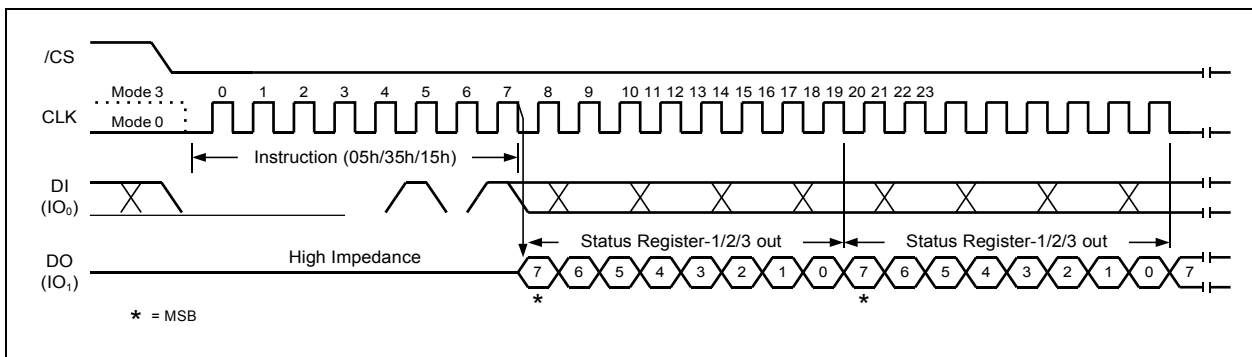 /CS
Mode 3
0 1 2 3 4 5 6 7 8 9 10 11 12 13 14 15 16 17 18 19 20 21 22 23
CLK
Mode 0
Instruction (05h/35h/15h)
DI
(IO₀)
Status Register-1/2/3 out Status Register-1/2/3 out
High Impedance
DO
(IO₁)
7 6 5 4 3 2 1 0 7 6 5 4 3 2 1 0 7
* *
* = MSB